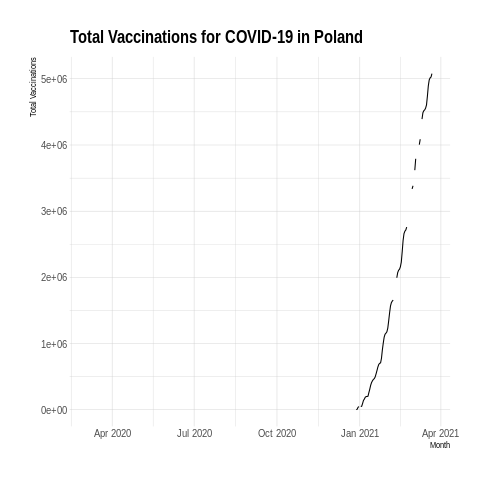 Total Vaccinations for COVID-19 in Poland
Total Vaccinations
5e+06
4e+06
3e+06
2e+06
1e+06
0e+00
Apr 2020 Jul 2020 Oct 2020 Jan 2021 Apr 2021
Month